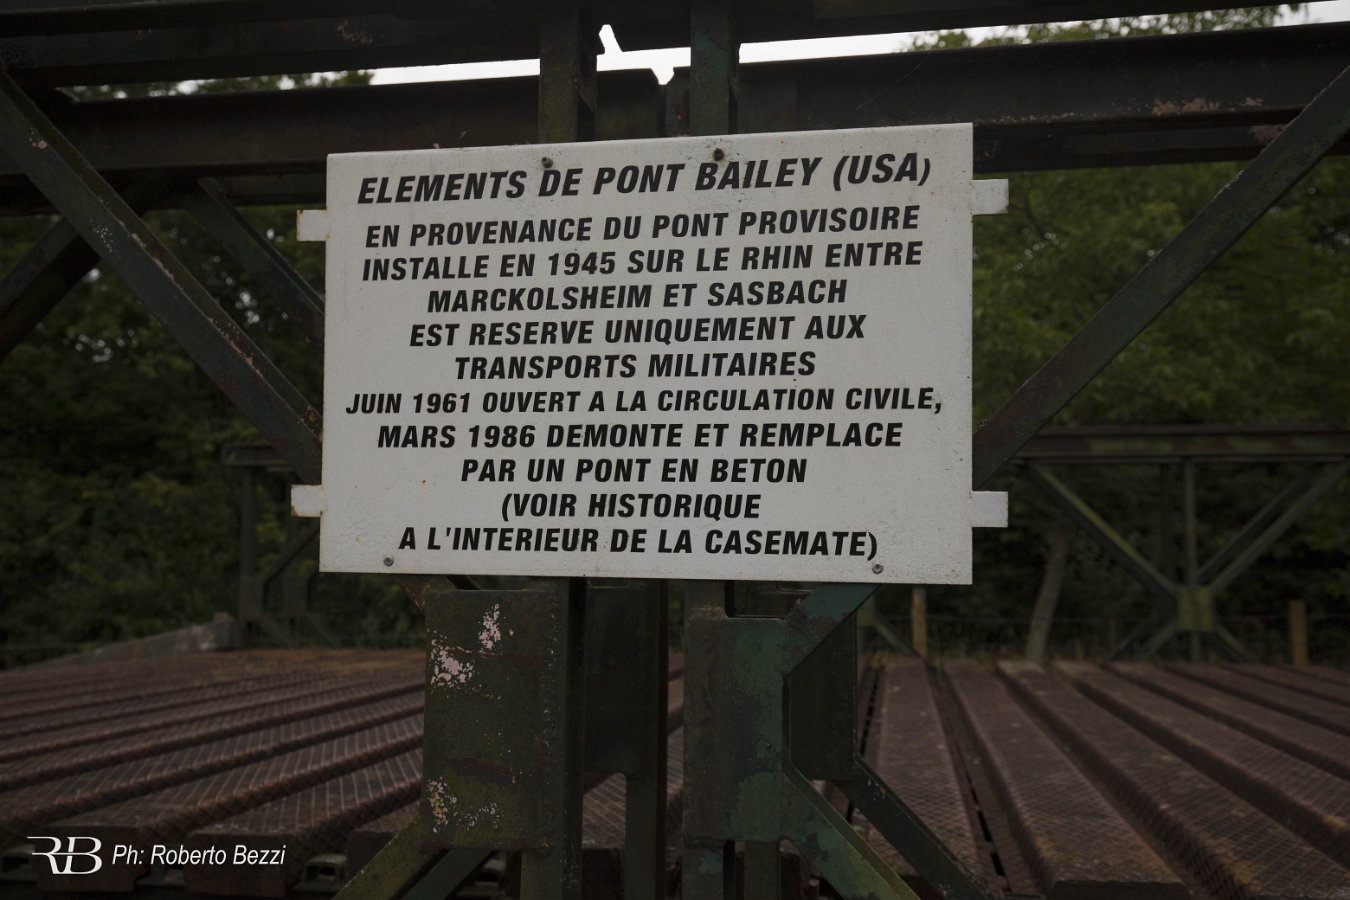 ELEMENTS DE PONT BAILEY (USA)
EN PROVENANCE DU PONT PROVISOIRE
INSTALLE EN 1945 SUR LE RHIN ENTRE
MARCKOLSHEIM ET SASBACH
EST RESERVE UNIQUEMENT AUX
TRANSPORTS MILITAIRES
JUIN 1961 OUVERT A LA CIRCULATION CIVILE,
MARS 1986 DEMONTE ET REMPLACE
PAR UN PONT EN BETON
(VOIR HISTORIQUE
A L'INTERIEUR DE LA CASEMATE)
RB Ph: Roberto Bezzi